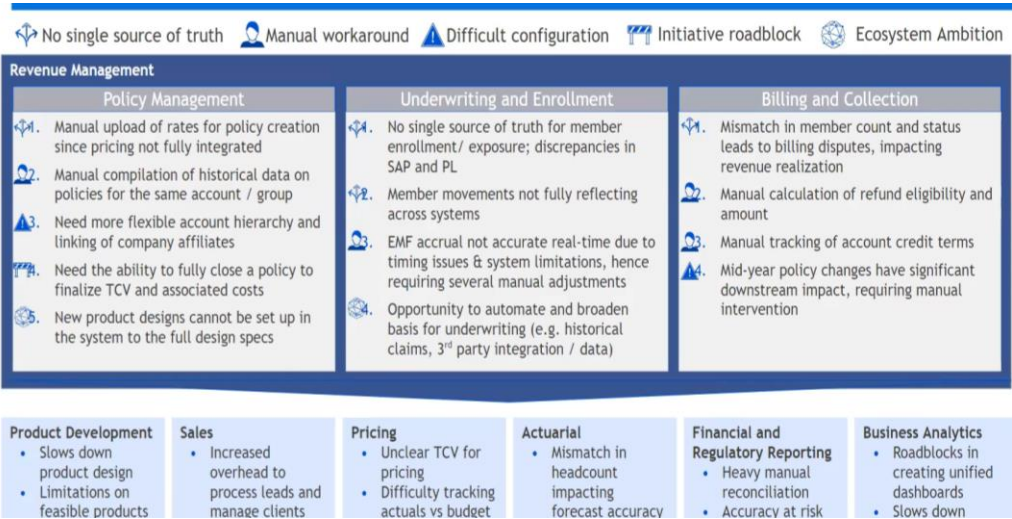 No single source of truth Manual workaround Difficult configuration Initiative roadblock Ecosystem Ambition
Revenue Management
Policy Management
1. Manual upload of rates for policy creation
since pricing not fully integrated
2. Manual compilation of historical data on
policies for the same account / group
3. Need more flexible account hierarchy and
linking of company affiliates
4. Need the ability to fully close a policy to
finalize TCV and associated costs
5. New product designs cannot be set up in
the system to the full design specs
Underwriting and Enrollment
1. No single source of truth for member
enrollment/ exposure; discrepancies in
SAP and PL
2. Member movements not fully reflecting
across systems
3. EMF accrual not accurate real-time due to
timing issues & system limitations, hence
requiring several manual adjustments
4. Opportunity to automate and broaden
basis for underwriting (e.g. historical
claims, 3rd party integration / data)
Billing and Collection
1. Mismatch in member count and status
leads to billing disputes, impacting
revenue realization
2. Manual calculation of refund eligibility and
amount
3. Manual tracking of account credit terms
4. Mid-year policy changes have significant
downstream impact, requiring manual
intervention
Product Development
• Slows down
product design
• Limitations on
feasible products
Sales
• Increased
overhead to
process leads and
manage clients
Pricing
• Unclear TCV for
pricing
• Difficulty tracking
actuals vs budget
Actuarial
• Mismatch in
headcount
impacting
forecast accuracy
Financial and
Regulatory Reporting
• Heavy manual
reconciliation
• Accuracy at risk
Business Analytics
• Roadblocks in
creating unified
dashboards
• Slows down